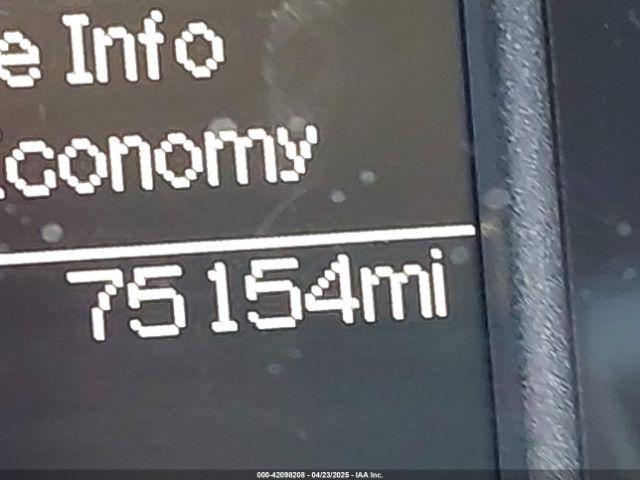 e Info
conomy
75154mi
000-42098208 - 04/23/2025 - IAA Inc.